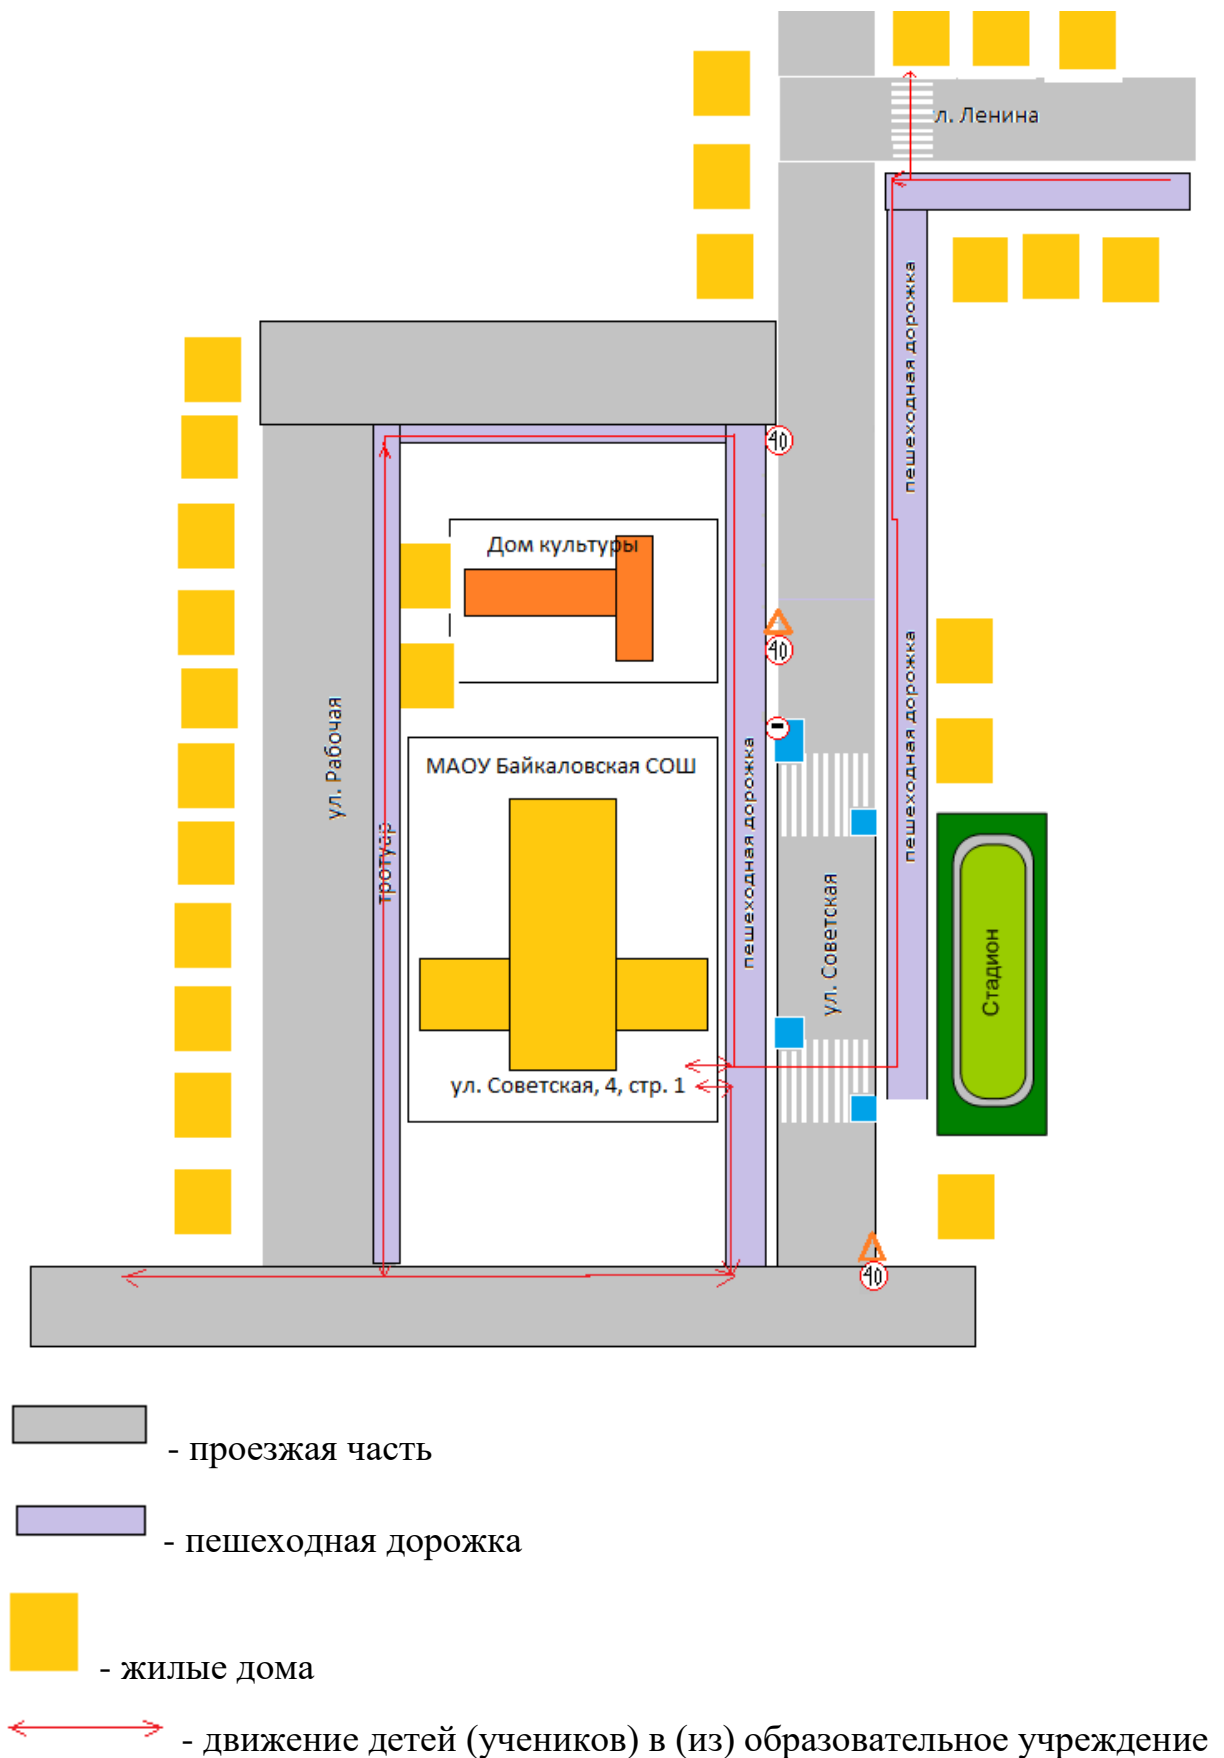 л. Ленина
пешеходная дорожка
40
Дом культуры
40
пешеходная дорожка
ул. Рабочая
МАОУ Байкаловская СОШ
тротуар
пешеходная дорожка
ул. Советская
Стадион
ул. Советская, 4, стр. 1
40
- проезжая часть
- пешеходная дорожка
- жилые дома
- движение детей (учеников) в (из) образовательное учреждение